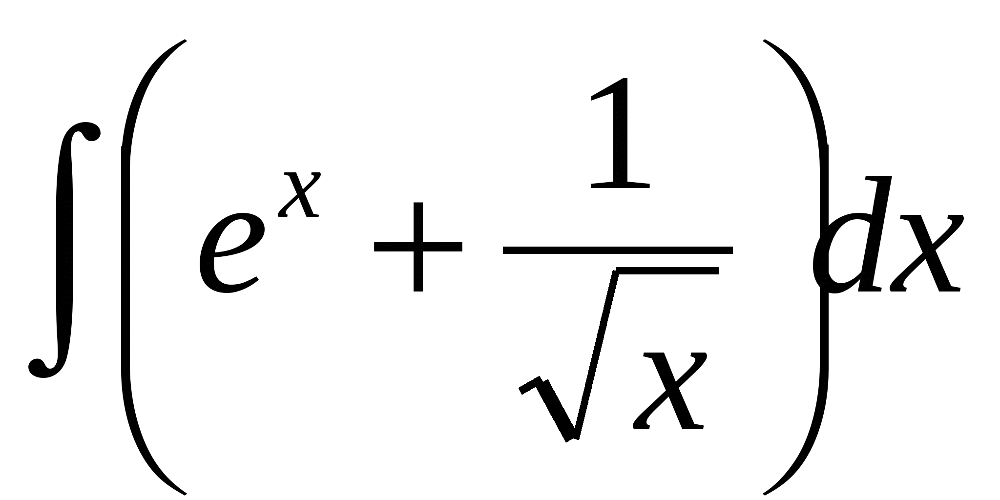 ∫(e^x + 1/√x)dx